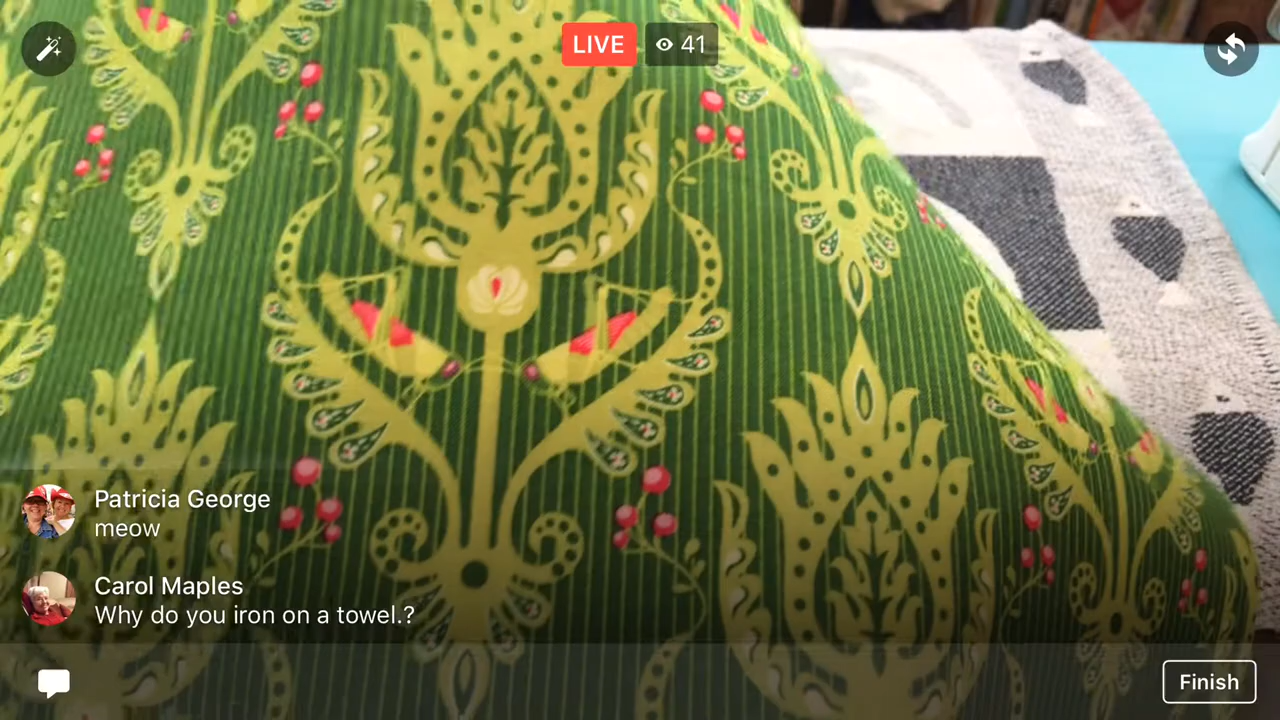 LIVE
41
Patricia George
meow
Carol Maples
Why do you iron on a towel.?
Finish